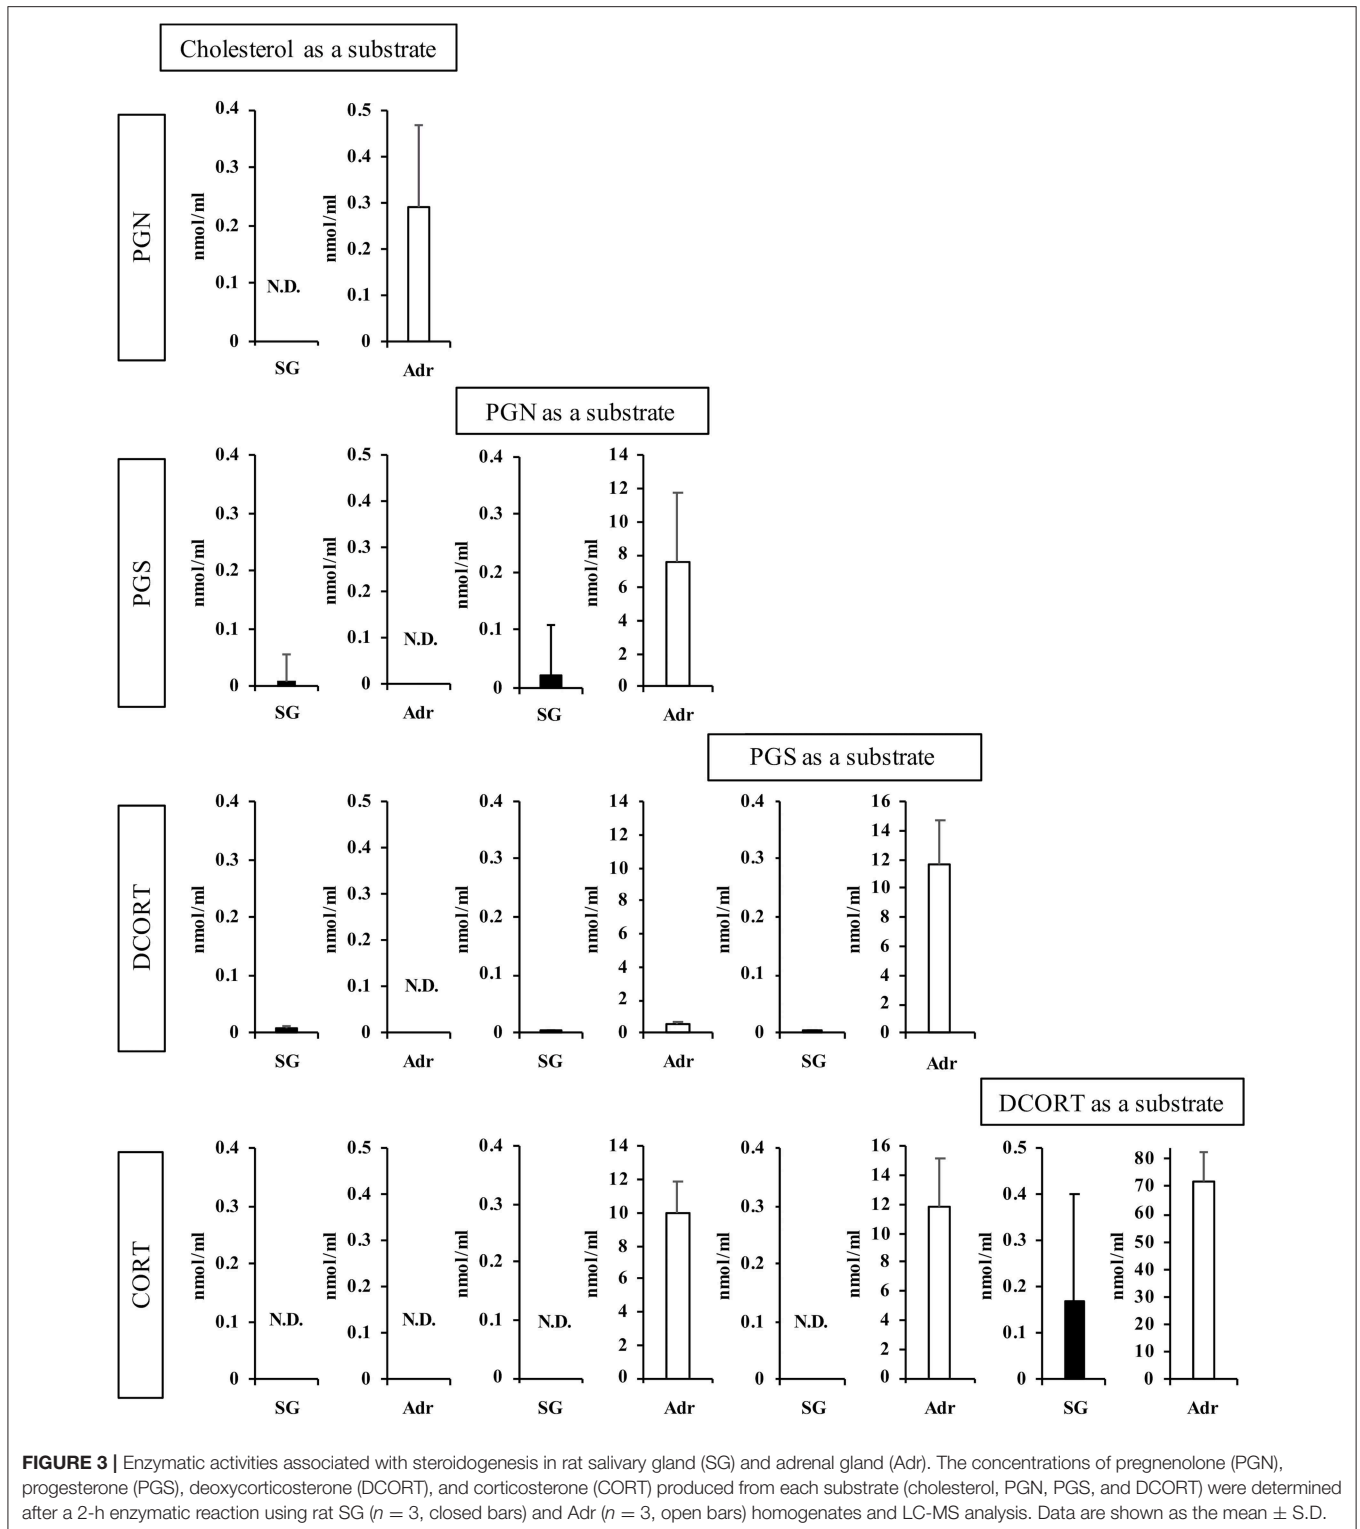 Cholesterol as a substrate
PGN
nmol/ml
0.4
0.3
0.2
0.1
0
N.D.
SG
nmol/ml
0.5
0.4
0.3
0.2
0.1
0
Adr
PGN as a substrate
PGS
nmol/ml
0.4
0.3
0.2
0.1
0
SG
nmol/ml
0.5
0.4
0.3
0.2
0.1
0
N.D.
Adr
nmol/ml
0.4
0.3
0.2
0.1
0
SG
nmol/ml
14
12
10
8
6
4
2
0
Adr
PGS as a substrate
DCORT
nmol/ml
0.4
0.3
0.2
0.1
0
SG
nmol/ml
0.5
0.4
0.3
0.2
0.1
0
N.D.
Adr
nmol/ml
0.4
0.3
0.2
0.1
0
SG
nmol/ml
14
12
10
8
6
4
2
0
Adr
nmol/ml
0.4
0.3
0.2
0.1
0
SG
nmol/ml
16
14
12
10
8
6
4
2
0
Adr
DCORT as a substrate
CORT
nmol/ml
0.4
0.3
0.2
0.1
0
N.D.
SG
nmol/ml
0.5
0.4
0.3
0.2
0.1
0
N.D.
Adr
nmol/ml
0.4
0.3
0.2
0.1
0
N.D.
SG
nmol/ml
14
12
10
8
6
4
2
0
Adr
nmol/ml
0.4
0.3
0.2
0.1
0
N.D.
SG
nmol/ml
16
14
12
10
8
6
4
2
0
Adr
nmol/ml
0.5
0.4
0.3
0.2
0.1
0
SG
nmol/ml
80
70
60
50
40
30
20
10
0
Adr
FIGURE 3 | Enzymatic activities associated with steroidogenesis in rat salivary gland (SG) and adrenal gland (Adr). The concentrations of pregnenolone (PGN),
progesterone (PGS), deoxycorticosterone (DCORT), and corticosterone (CORT) produced from each substrate (cholesterol, PGN, PGS, and DCORT) were determined
after a 2-h enzymatic reaction using rat SG (n = 3, closed bars) and Adr (n = 3, open bars) homogenates and LC-MS analysis. Data are shown as the mean ± S.D.